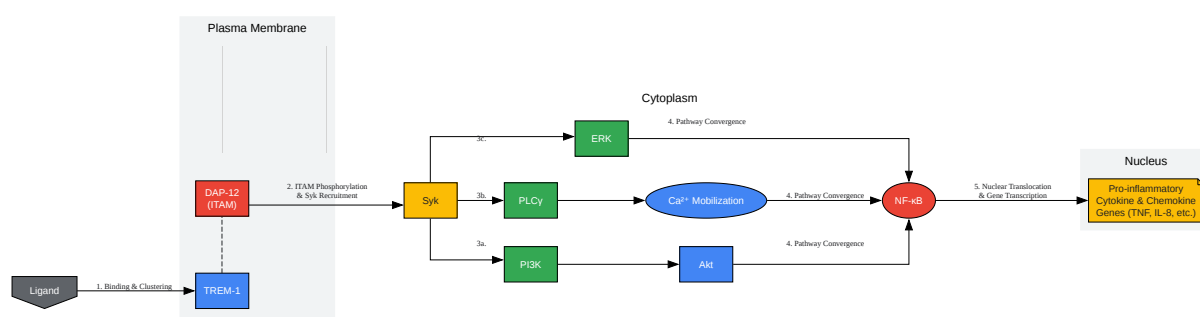 Plasma Membrane
Cytoplasm
4. Pathway Convergence
3c.
ERK
Nucleus
DAP-12
(ITAM)
2. ITAM Phosphorylation
& Syk Recruitment
Syk
3b.
PLCγ
Ca²⁺ Mobilization
4. Pathway Convergence
NF-κB
5. Nuclear Translocation
& Gene Transcription
Pro-inflammatory
Cytokine & Chemokine
Genes (TNF, IL-8, etc.)
3a.
PI3K
Akt
4. Pathway Convergence
Ligand
1. Binding & Clustering
TREM-1